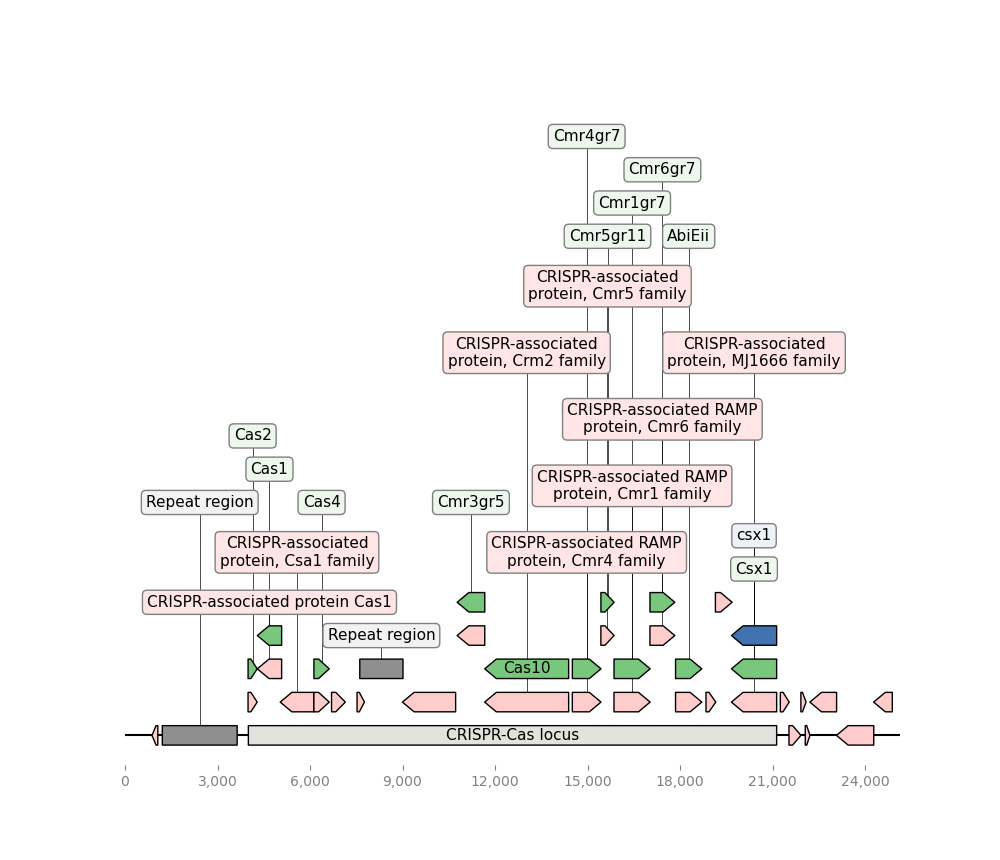 Cmr4gr7
Cmr6gr7
Cmr1gr7
Cmr5gr11
AbiEii
CRISPR-associated
protein, Cmr5 family
CRISPR-associated
protein, Crm2 family
CRISPR-associated
protein, MJ1666 family
CRISPR-associated RAMP
protein, Cmr6 family
Cas2
Cas1
CRISPR-associated RAMP
protein, Cmr1 family
Repeat region
Cas4
Cmr3gr5
csx1
CRISPR-associated
protein, Csa1 family
CRISPR-associated RAMP
protein, Cmr4 family
Csx1
CRISPR-associated protein Cas1
Repeat region
Cas10
CRISPR-Cas locus
0
3,000
6,000
9,000
12,000
15,000
18,000
21,000
24,000